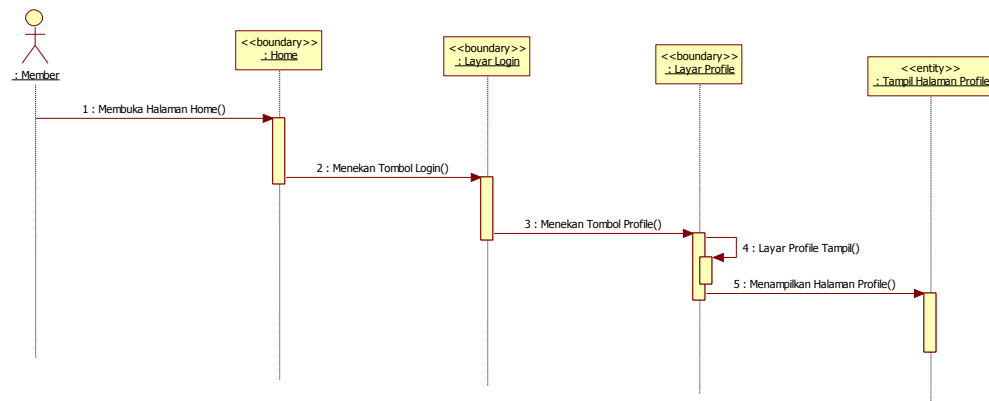 : Member
<<boundary>>
: Home
<<boundary>>
: Layar Login
<<boundary>>
: Layar Profile
<<entity>>
: Tampil Halaman Profile
1 : Membuka Halaman Home()
2 : Menekan Tombol Login()
3 : Menekan Tombol Profile()
4 : Layar Profile Tampil()
5 : Menampilkan Halaman Profile()